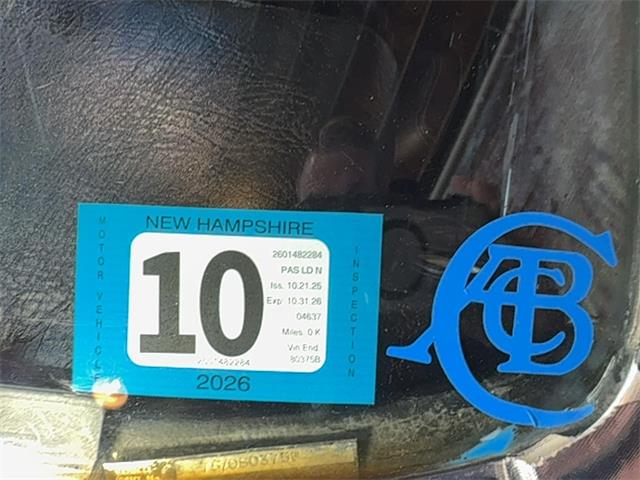 NEW HAMPSHIRE
MOTOR VEHICLE
10
2601482284
PAS LD N
Iss. 10.21.25
Exp: 10.31.26
04637
Miles: 0 K
Vin End:
80375B
INSPECTION
2026